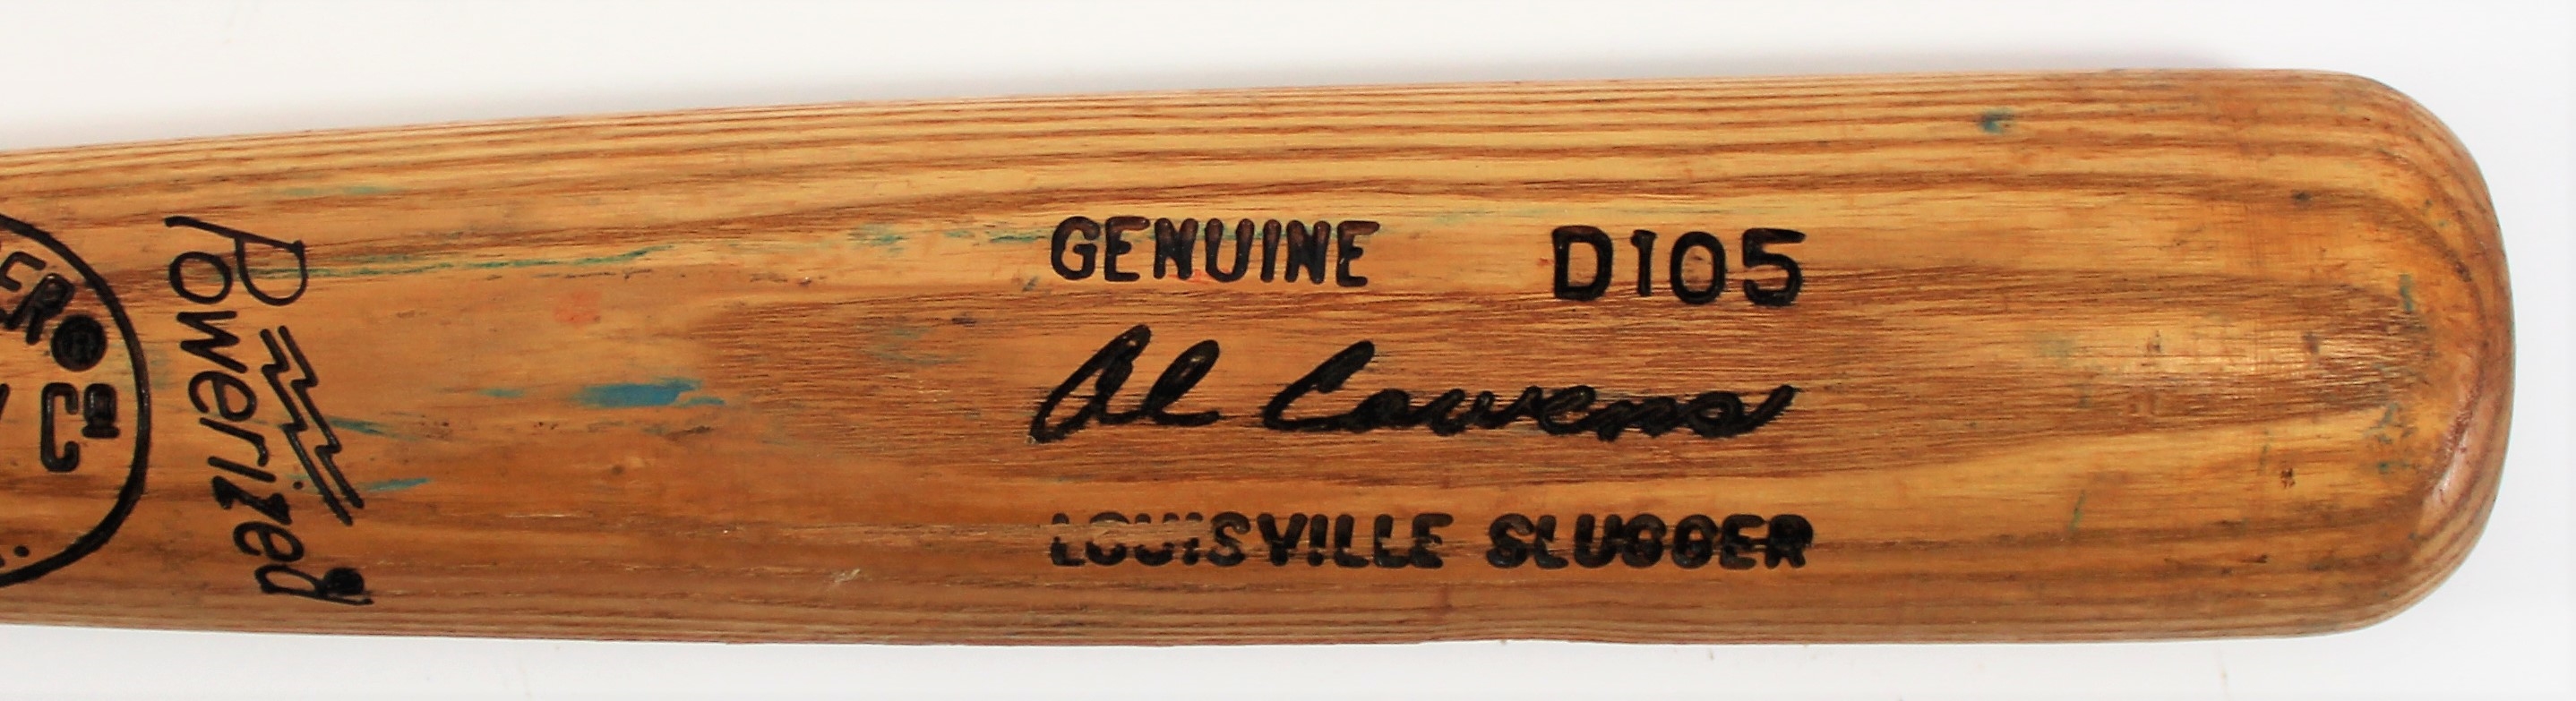 GENUINE D105
Al Cowens
LOUISVILLE SLUGGER
Powerized